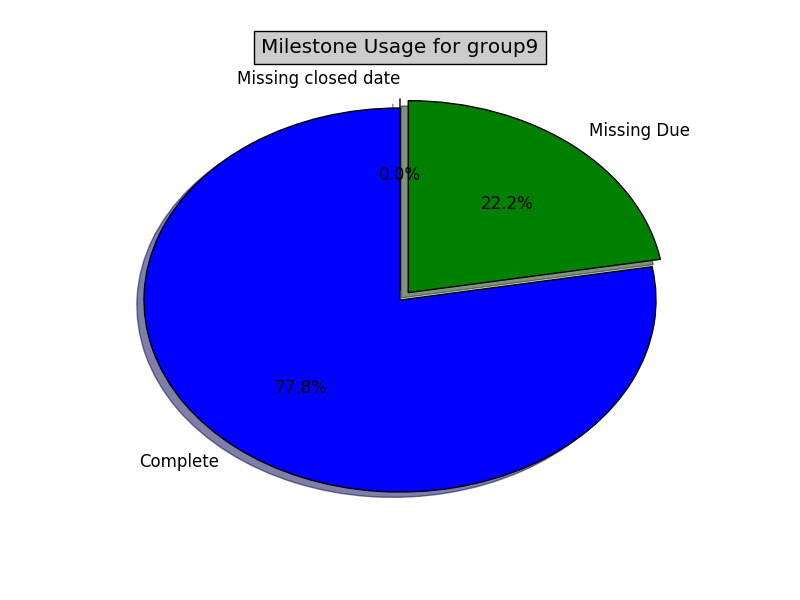 Milestone Usage for group9
Missing closed date
Missing Due
0.0%
22.2%
77.8%
Complete